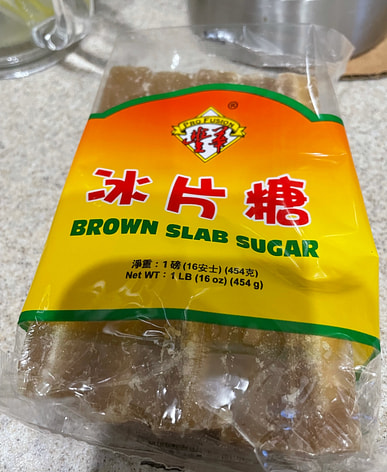 ®
PRO FUSION
冰片糖
BROWN SLAB SUGAR
淨重：1 磅 (16安士) (454克)
Net WT：1 LB (16 oz) (454 g)